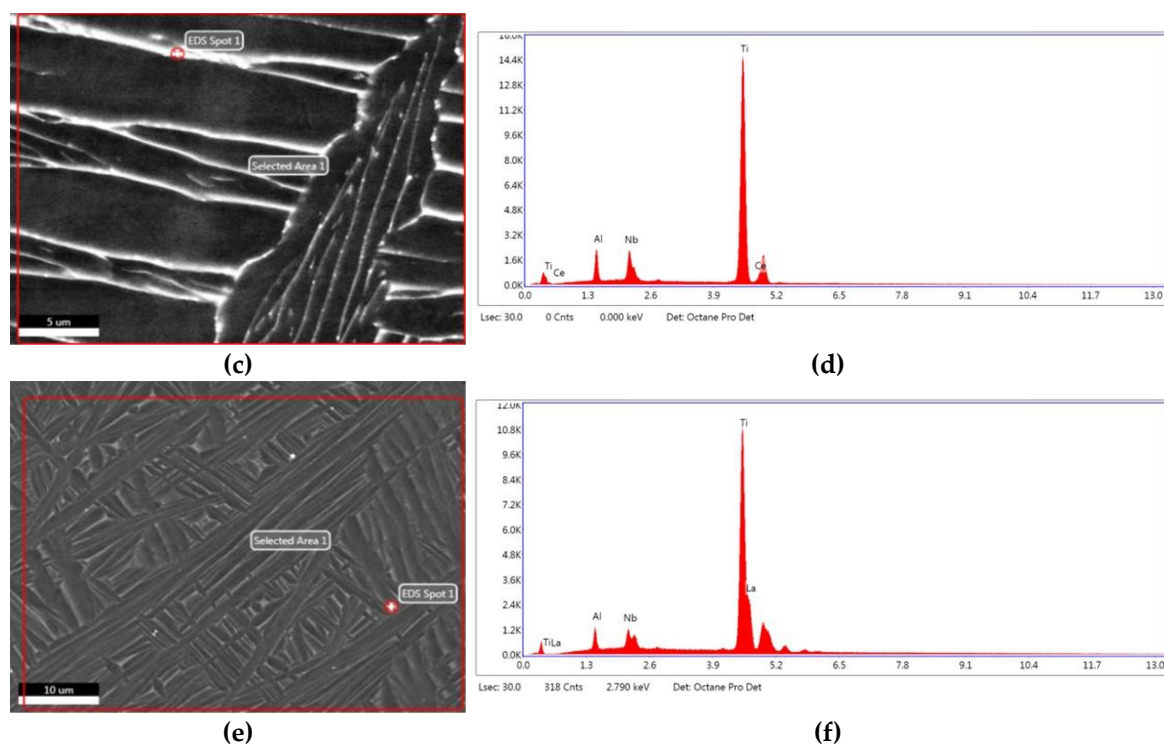 EDS Spot 1
Selected Area 1
5 um
(c)
16.0K
14.4K
12.8K
11.2K
9.6K
8.0K
6.4K
4.8K
3.2K
1.6K
0.0K
Ti
Al
Nb
Ti
Ce
Ce
0.0 1.3 2.6 3.9 5.2 6.5 7.8 9.1 10.4 11.7 13.0
Lsec: 30.0 0 Cnts 0.000 keV Det: Octane Pro Det
(d)
Selected Area 1
EDS Spot 1
10 um
(e)
12.0K
10.8K
9.6K
8.4K
7.2K
6.0K
4.8K
3.6K
2.4K
1.2K
0.0K
Ti
La
Al
Nb
TiLa
0.0 1.3 2.6 3.9 5.2 6.5 7.8 9.1 10.4 11.7 13.0
Lsec: 30.0 318 Cnts 2.790 keV Det: Octane Pro Det
(f)